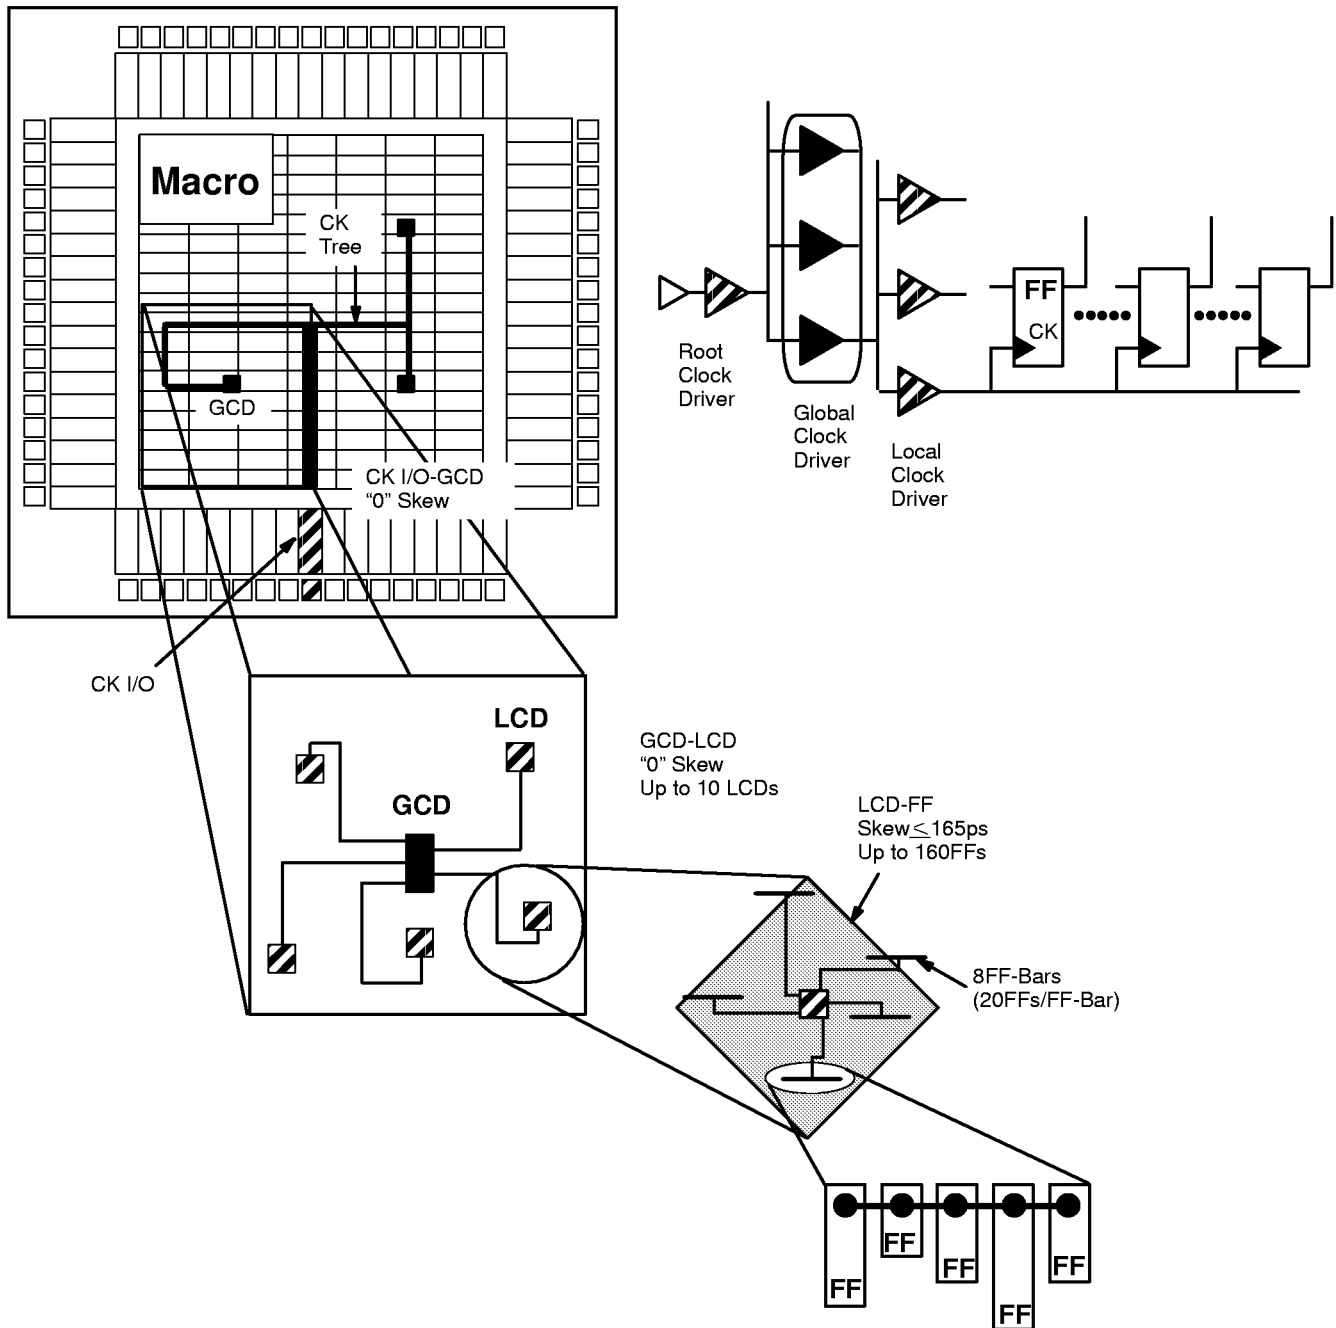 Macro
CK
Tree
GCD
CK I/O-GCD
“0” Skew
CK I/O
Root
Clock
Driver
Global
Clock
Driver
Local
Clock
Driver
FF
CK
LCD
GCD
GCD-LCD
“0” Skew
Up to 10 LCDs
LCD-FF
Skew≤165ps
Up to 160FFs
8FF-Bars
(20FFs/FF-Bar)
FF
FF
FF
FF
FF